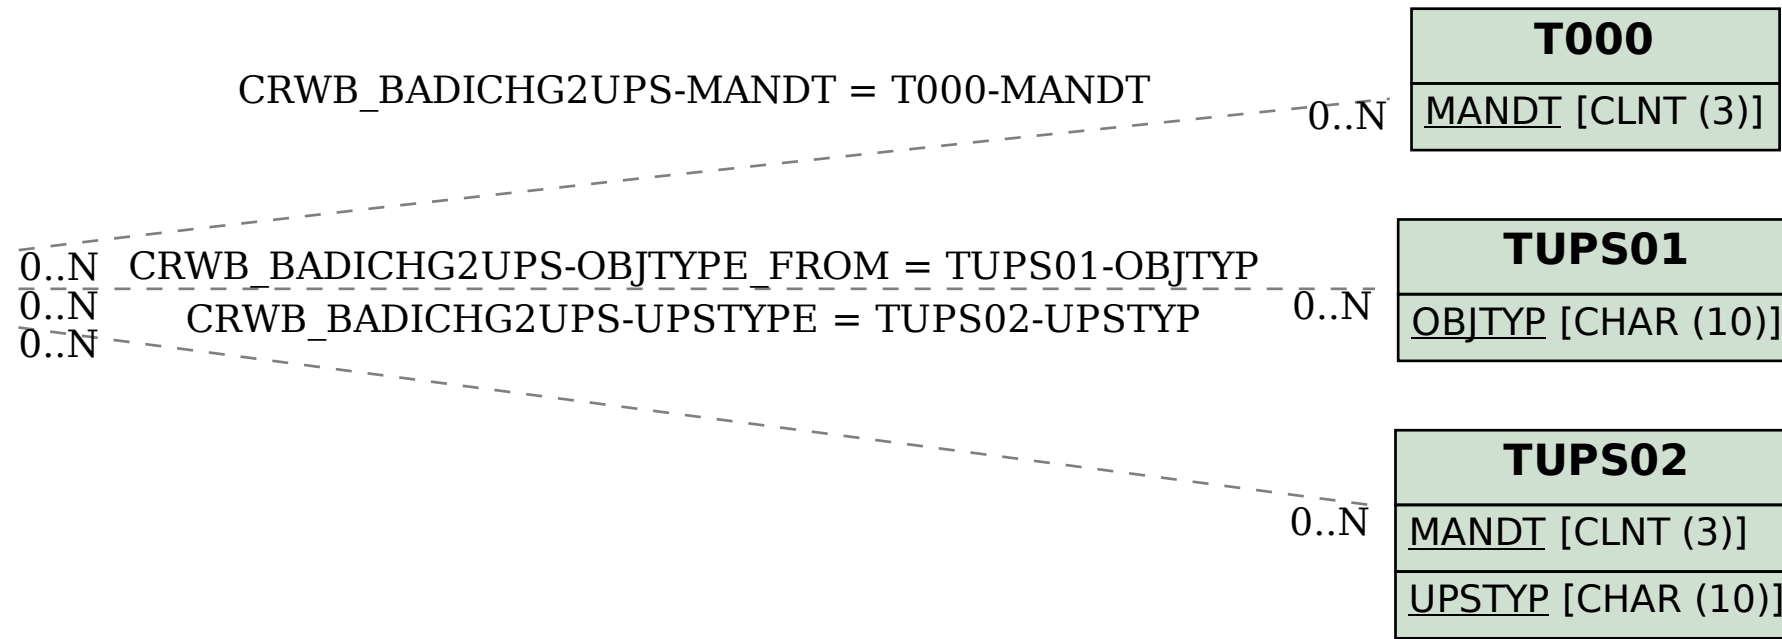 T000
CRWB_BADICHG2UPS-MANDT = T000-MANDT
0..N
MANDT [CLNT (3)]
0..N
CRWB_BADICHG2UPS-OBJTYPE_FROM = TUPS01-OBJTYP
TUPS01
0..N
CRWB_BADICHG2UPS-UPSTYPE = TUPS02-UPSTYP
0..N
OBJTYP [CHAR (10)]
0..N
TUPS02
0..N
MANDT [CLNT (3)]
UPSTYP [CHAR (10)]